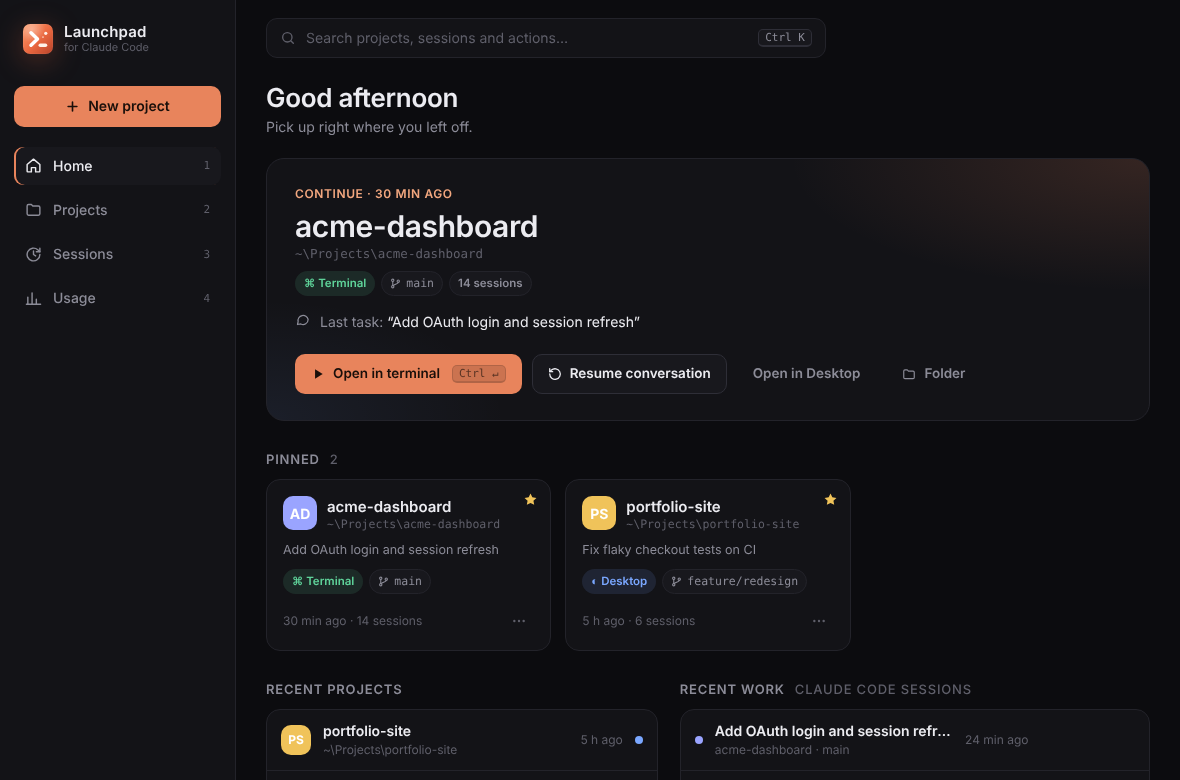 Launchpad
for Claude Code
New project
Home 1
Projects 2
Sessions 3
Usage 4
Search projects, sessions and actions... Ctrl K
Good afternoon
Pick up right where you left off.
CONTINUE · 30 MIN AGO
acme-dashboard
~\Projects\acme-dashboard
⌘ Terminal main 14 sessions
Last task: “Add OAuth login and session refresh”
Open in terminal Ctrl ↵ Resume conversation Open in Desktop Folder
PINNED 2
AD acme-dashboard
~\Projects\acme-dashboard
Add OAuth login and session refresh
⌘ Terminal main
30 min ago · 14 sessions
PS portfolio-site
~\Projects\portfolio-site
Fix flaky checkout tests on CI
Desktop feature/redesign
5 h ago · 6 sessions
RECENT PROJECTS
PS portfolio-site 5 h ago
~\Projects\portfolio-site
RECENT WORK CLAUDE CODE SESSIONS
Add OAuth login and session refr... 24 min ago
acme-dashboard · main